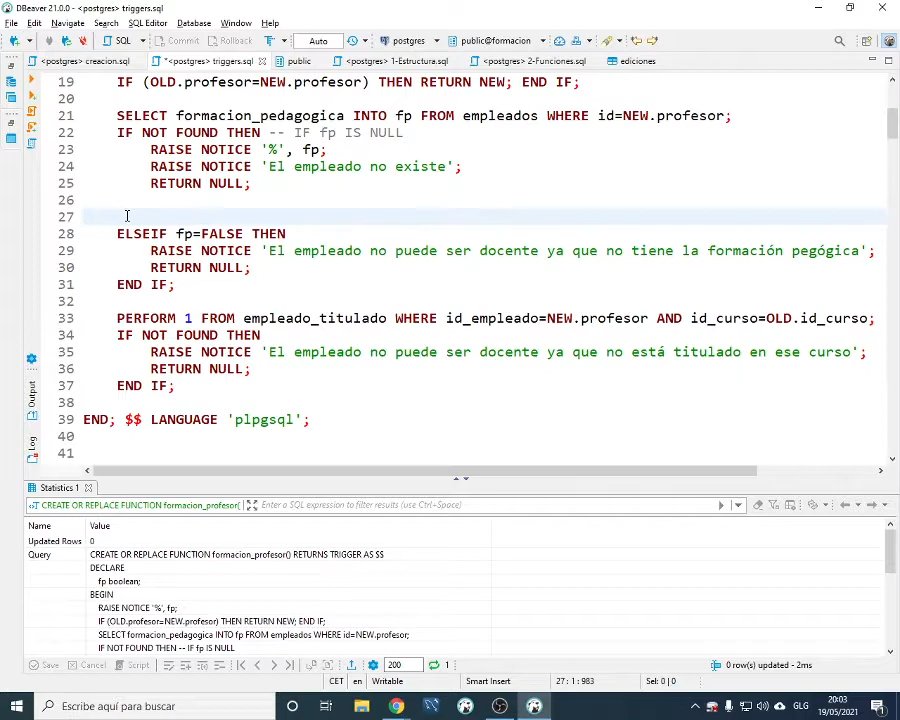 DBeaver 21.0.0 - <postgres> triggers.sql
File Edit Navigate Search SQL Editor Database Window Help
SQL Commit Rollback Auto postgres public@formacion
<postgres> creacion.sql *<postgres> triggers.sql public <postgres> 1-Estructura.sql <postgres> 2-Funciones.sql ediciones
19 IF (OLD.profesor=NEW.profesor) THEN RETURN NEW; END IF;
20
21 SELECT formacion_pedagogica INTO fp FROM empleados WHERE id=NEW.profesor;
22 IF NOT FOUND THEN -- IF fp IS NULL
23 RAISE NOTICE '%', fp;
24 RAISE NOTICE 'El empleado no existe';
25 RETURN NULL;
26
27
28 ELSEIF fp=FALSE THEN
29 RAISE NOTICE 'El empleado no puede ser docente ya que no tiene la formación pegógica';
30 RETURN NULL;
31 END IF;
32
33 PERFORM 1 FROM empleado_titulado WHERE id_empleado=NEW.profesor AND id_curso=OLD.id_curso;
34 IF NOT FOUND THEN
35 RAISE NOTICE 'El empleado no puede ser docente ya que no está titulado en ese curso';
36 RETURN NULL;
37 END IF;
38
39 END; $$ LANGUAGE 'plpgsql';
40
41
Output
Log
Statistics 1
CREATE OR REPLACE FUNCTION formacion_profesor( Enter a SQL expression to filter results (use Ctrl+Space)
Name Value
Updated Rows 0
Query CREATE OR REPLACE FUNCTION formacion_profesor() RETURNS TRIGGER AS $$
DECLARE
fp boolean;
BEGIN
RAISE NOTICE '%', fp;
IF (OLD.profesor=NEW.profesor) THEN RETURN NEW; END IF;
SELECT formacion_pedagogica INTO fp FROM empleados WHERE id=NEW.profesor;
IF NOT FOUND THEN -- IF fp IS NULL
Save Cancel Script 200 1 0 row(s) updated - 2ms
CET en Writable Smart Insert 27 : 1 : 983 Sel: 0 | 0
Escribe aquí para buscar GLG 20:03
19/05/2021